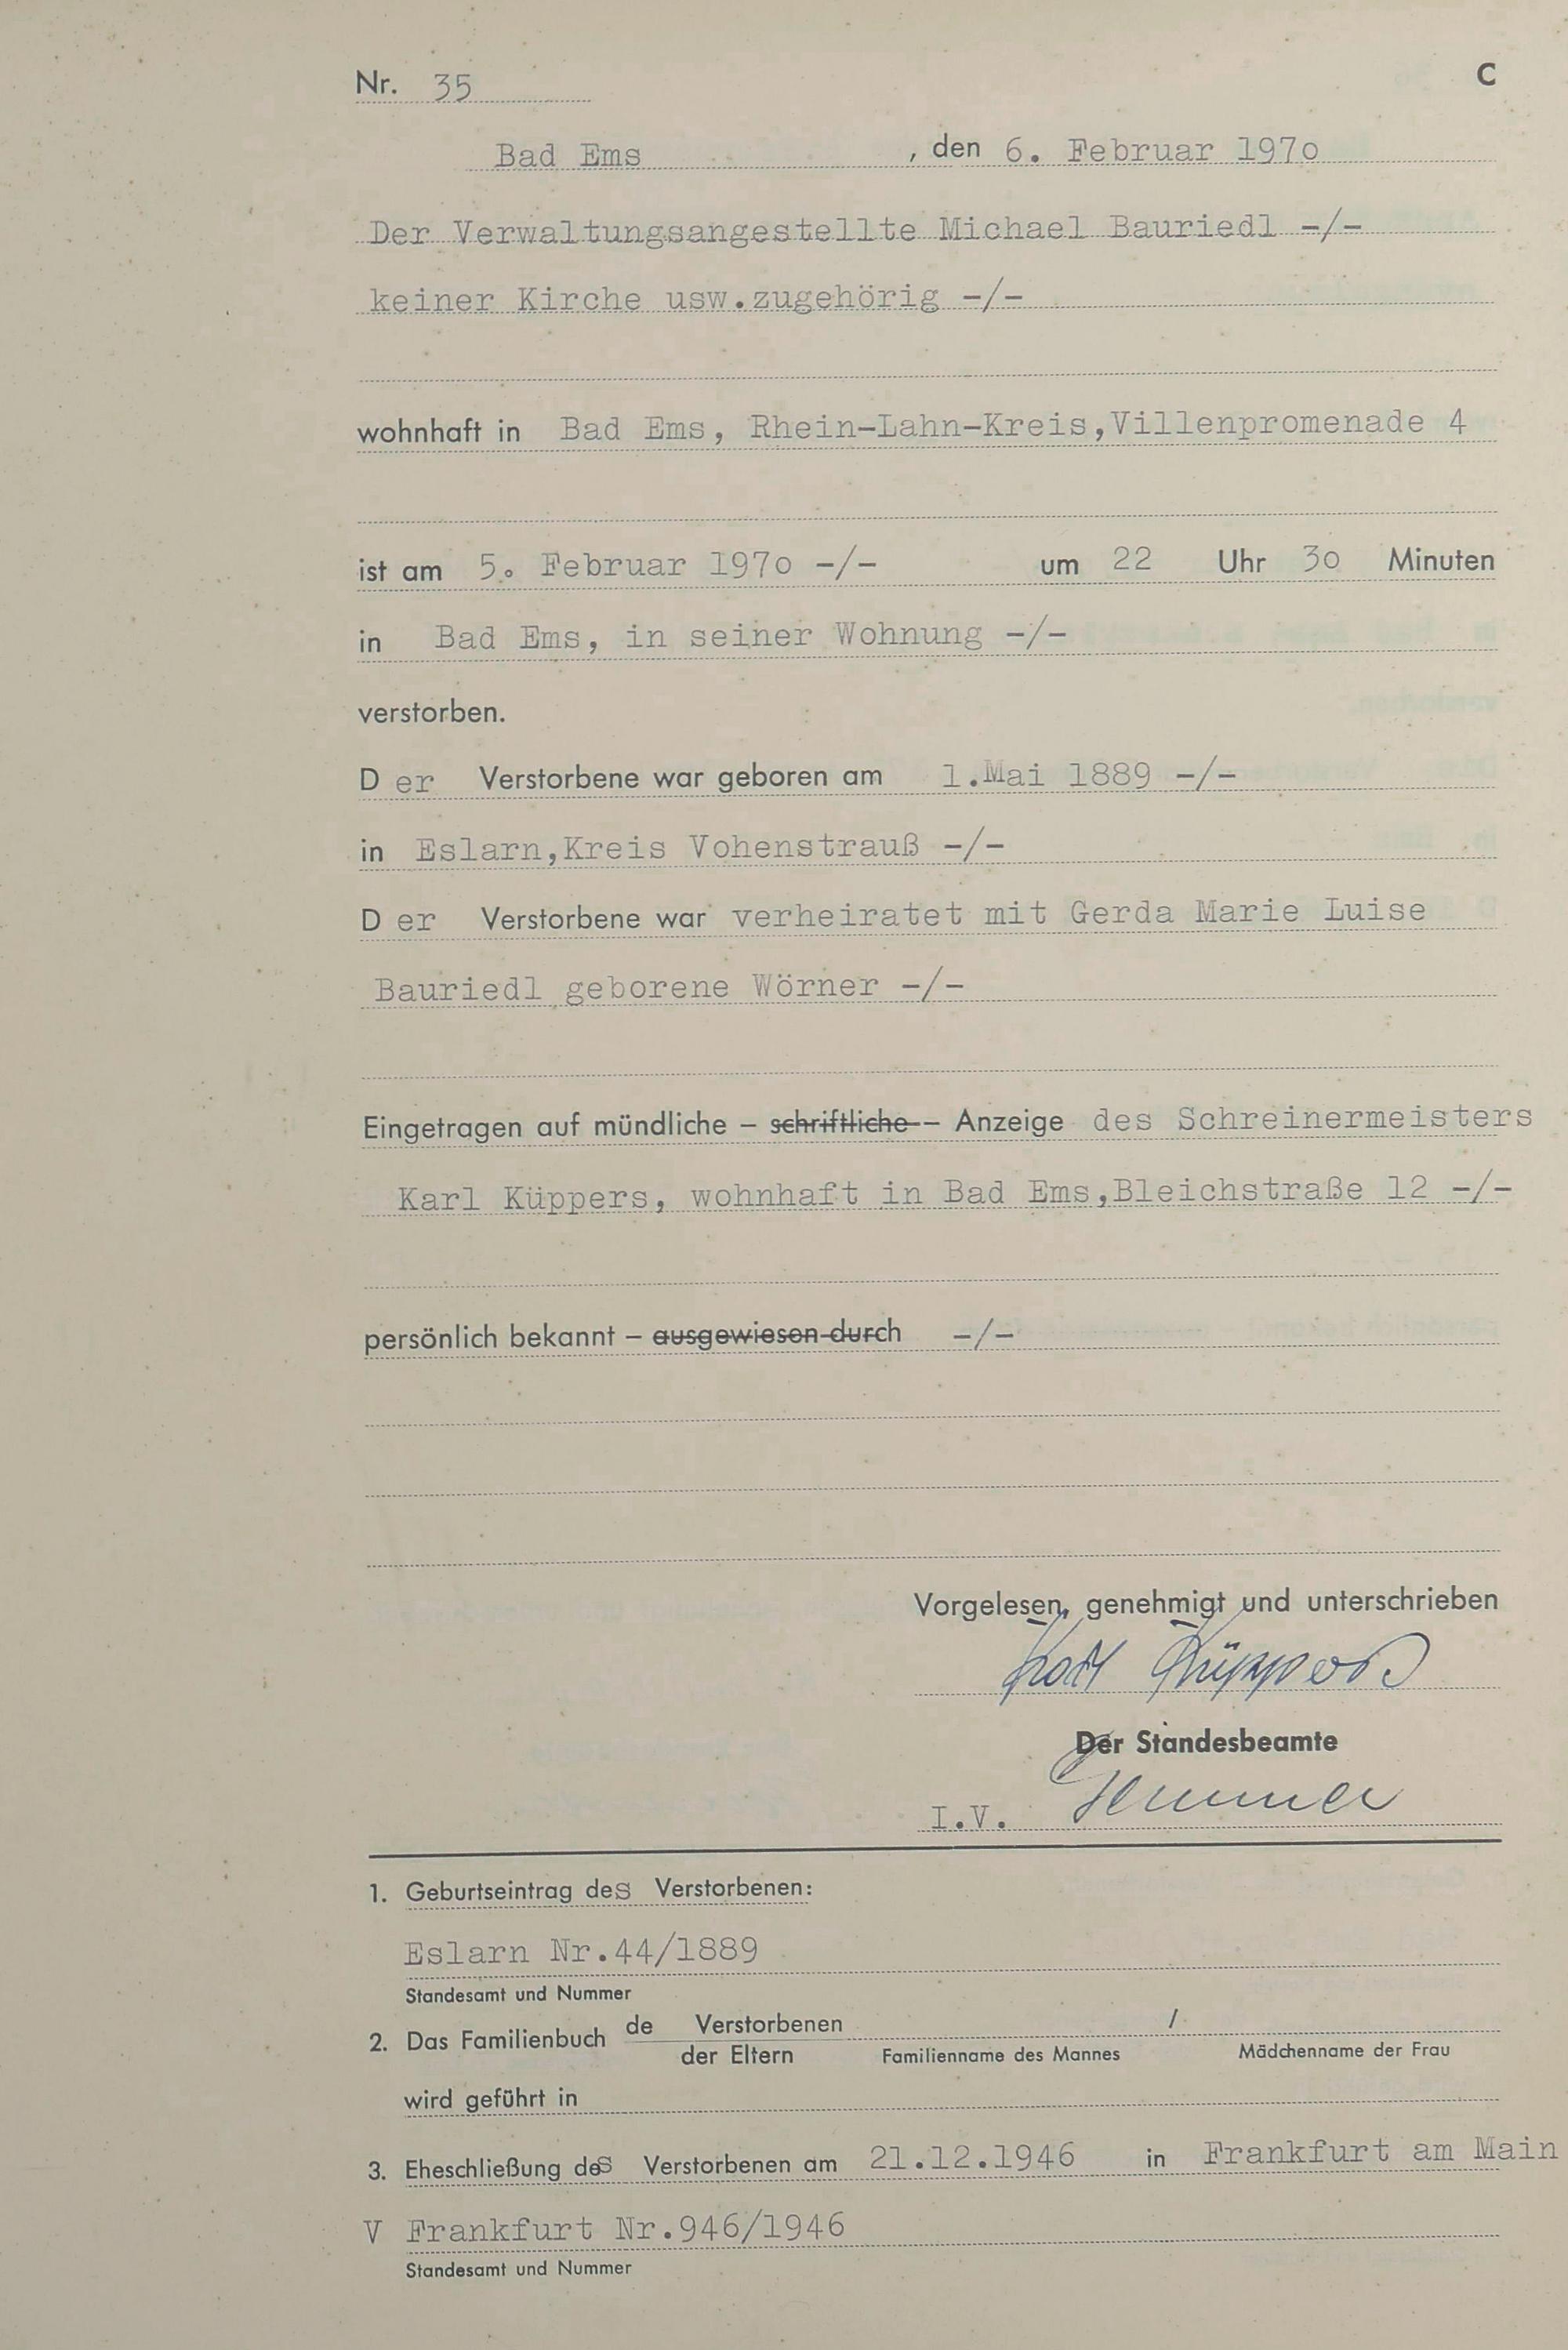 Nr. 35 C
Bad Ems , den 6. Februar 1970
Der Verwaltungsangestellte Michael Bauriedl -/-
keiner Kirche usw.zugehörig -/-
wohnhaft in Bad Ems, Rhein-Lahn-Kreis,Villenpromenade 4
ist am 5. Februar 1970 -/- um 22 Uhr 30 Minuten
in Bad Ems, in seiner Wohnung -/-
verstorben.
D er Verstorbene war geboren am 1.Mai 1889 -/-
in Eslarn,Kreis Vohenstrauß -/-
D er Verstorbene war verheiratet mit Gerda Marie Luise
Bauriedl geborene Wörner -/-
Eingetragen auf mündliche – schriftliche – Anzeige des Schreinermeisters
Karl Küppers, wohnhaft in Bad Ems,Bleichstraße 12 -/-
persönlich bekannt – ausgewiesen durch -/-
Vorgelesen, genehmigt und unterschrieben
Karl Küppers
Der Standesbeamte
I.V.
1. Geburtseintrag des Verstorbenen:
Eslarn Nr.44/1889
Standesamt und Nummer
2. Das Familienbuch de Verstorbenen /
der Eltern Familienname des Mannes Mädchenname der Frau
wird geführt in
3. Eheschließung des Verstorbenen am 21.12.1946 in Frankfurt am Main
V Frankfurt Nr.946/1946
Standesamt und Nummer